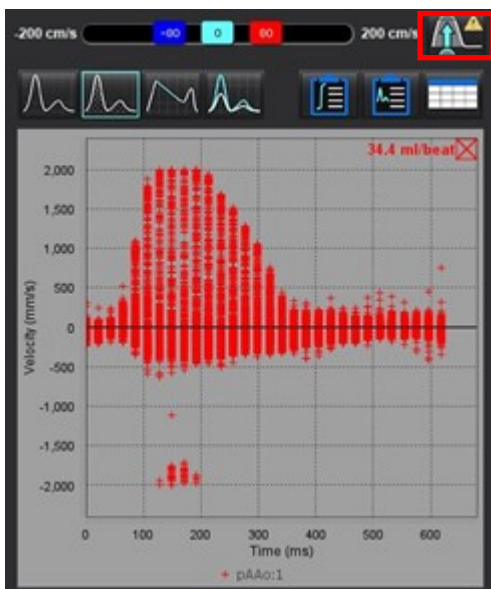 -200 cm/s -80 0 80 200 cm/s
34.4 ml/beat
2,000
1,500
1,000
500
0
-500
-1,000
-1,500
-2,000
Velocity (mm/s)
0 100 200 300 400 500 600
Time (ms)
+ pAAo:1